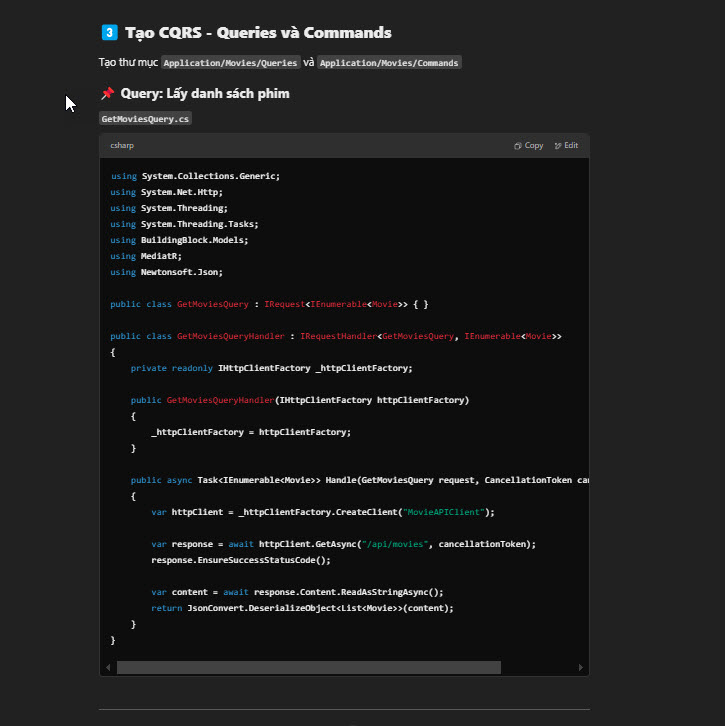 3 Tạo CQRS - Queries và Commands
Tạo thư mục Application/Movies/Queries và Application/Movies/Commands
Query: Lấy danh sách phim
GetMoviesQuery.cs
csharp Copy Edit
using System.Collections.Generic;
using System.Net.Http;
using System.Threading;
using System.Threading.Tasks;
using BuildingBlock.Models;
using MediatR;
using Newtonsoft.Json;
public class GetMoviesQuery : IRequest<IEnumerable<Movie>> { }
public class GetMoviesQueryHandler : IRequestHandler<GetMoviesQuery, IEnumerable<Movie>>
{
private readonly IHttpClientFactory _httpClientFactory;
public GetMoviesQueryHandler(IHttpClientFactory httpClientFactory)
{
_httpClientFactory = httpClientFactory;
}
public async Task<IEnumerable<Movie>> Handle(GetMoviesQuery request, CancellationToken
{
var httpClient = _httpClientFactory.CreateClient("MovieAPIClient");
var response = await httpClient.GetAsync("/api/movies", cancellationToken);
response.EnsureSuccessStatusCode();
var content = await response.Content.ReadAsStringAsync();
return JsonConvert.DeserializeObject<List<Movie>>(content);
}
}